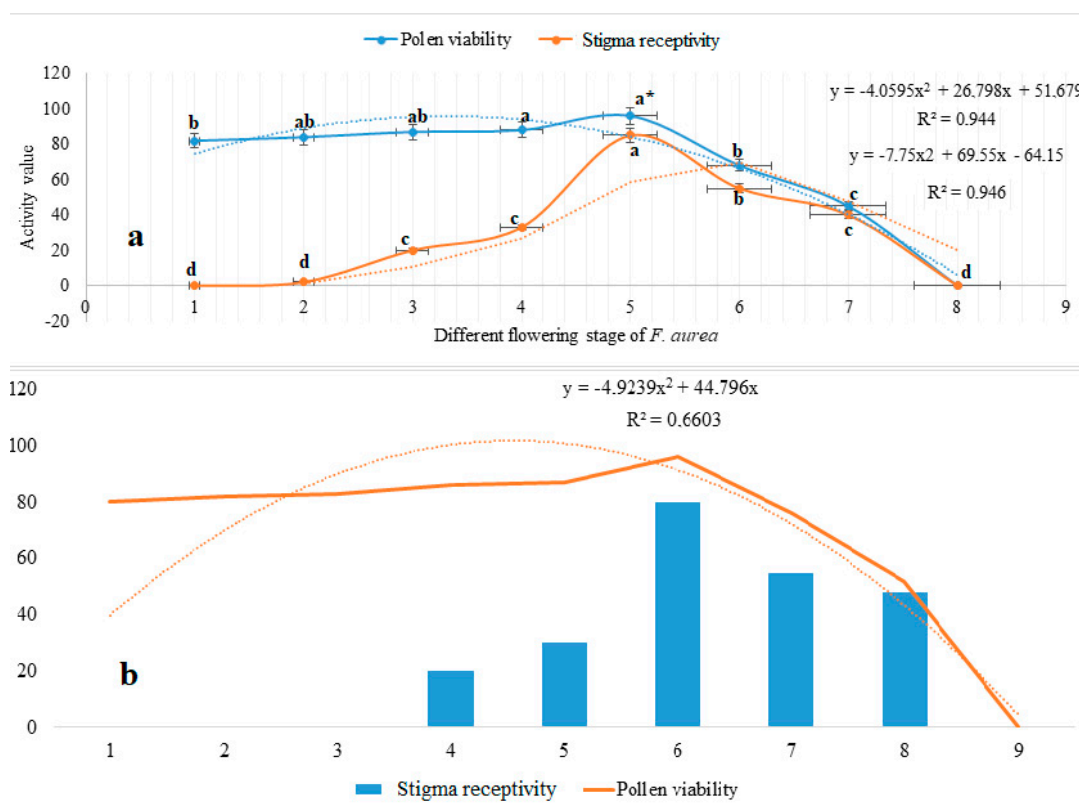 Polen viability Stigma receptivity
120
100
80
60
40
20
0
-20
Activity value
b ab ab a a* b c
d d c c a b c d
y = -4.0595x² + 26.798x + 51.679
R² = 0.944
y = -7.75x2 + 69.55x - 64.15
R² = 0.946
a
0 1 2 3 4 5 6 7 8 9
Different flowering stage of F. aurea
120
100
80
60
40
20
0
y = -4.9239x² + 44.796x
R² = 0.6603
b
1 2 3 4 5 6 7 8 9
Stigma receptivity Pollen viability